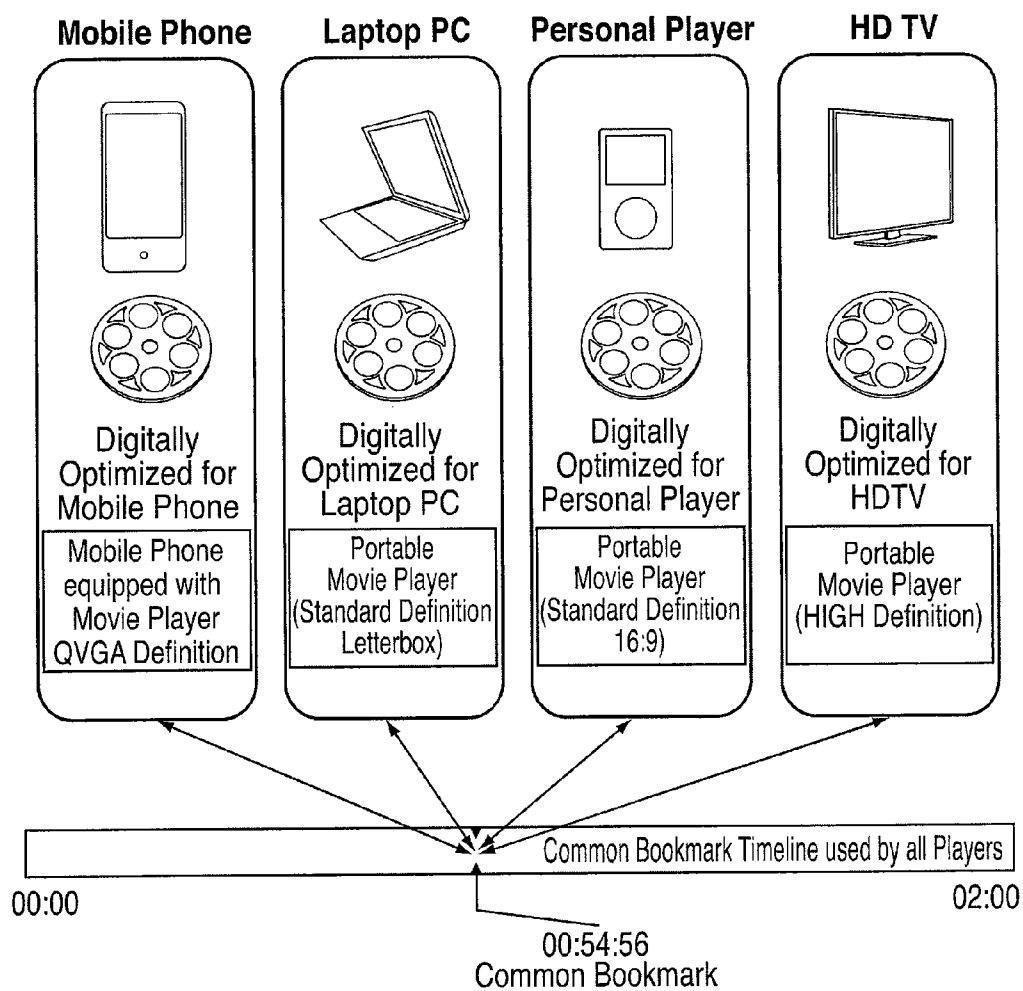 Mobile Phone
Laptop PC
Personal Player
HD TV
Digitally
Optimized for
Mobile Phone
Mobile Phone
equipped with
Movie Player
QVGA Definition
Digitally
Optimized for
Laptop PC
Portable
Movie Player
(Standard Definition
Letterbox)
Digitally
Optimized for
Personal Player
Portable
Movie Player
(Standard Definition
16:9)
Digitally
Optimized for
HDTV
Portable
Movie Player
(HIGH Definition)
Common Bookmark Timeline used by all Players
00:00
02:00
00:54:56
Common Bookmark